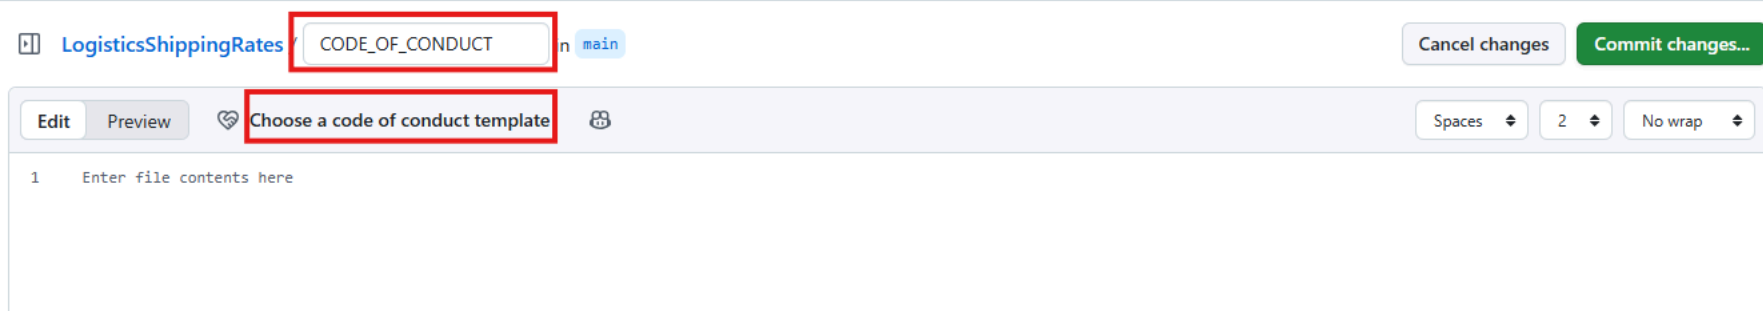 LogisticsShippingRates / CODE_OF_CONDUCT in main Cancel changes Commit changes...
Edit Preview Choose a code of conduct template Spaces 2 No wrap
1 Enter file contents here